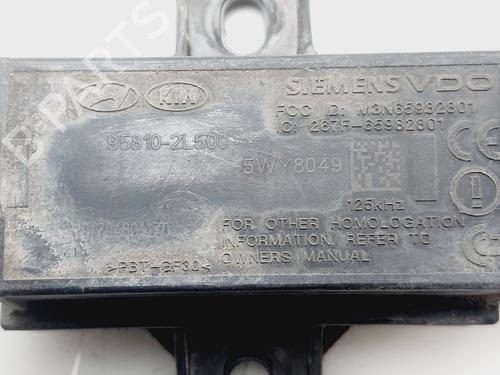 B-PARTS
KIA
SIEMENS VDO
FCC ID: M3N65982801
IC: 267F-65982801
95810-2L500
5WY8049
125kHz
FOR OTHER HOMOLOGATION
INFORMATION, REFER TO
OWNERS MANUAL
>PBT-GF30<